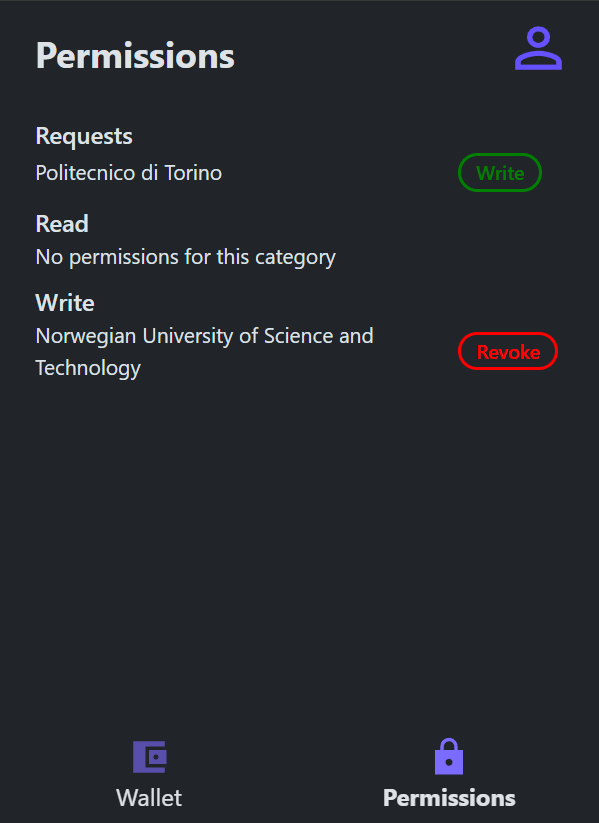 Permissions
Requests
Politecnico di Torino
Write
Read
No permissions for this category
Write
Norwegian University of Science and
Technology
Revoke
Wallet
Permissions